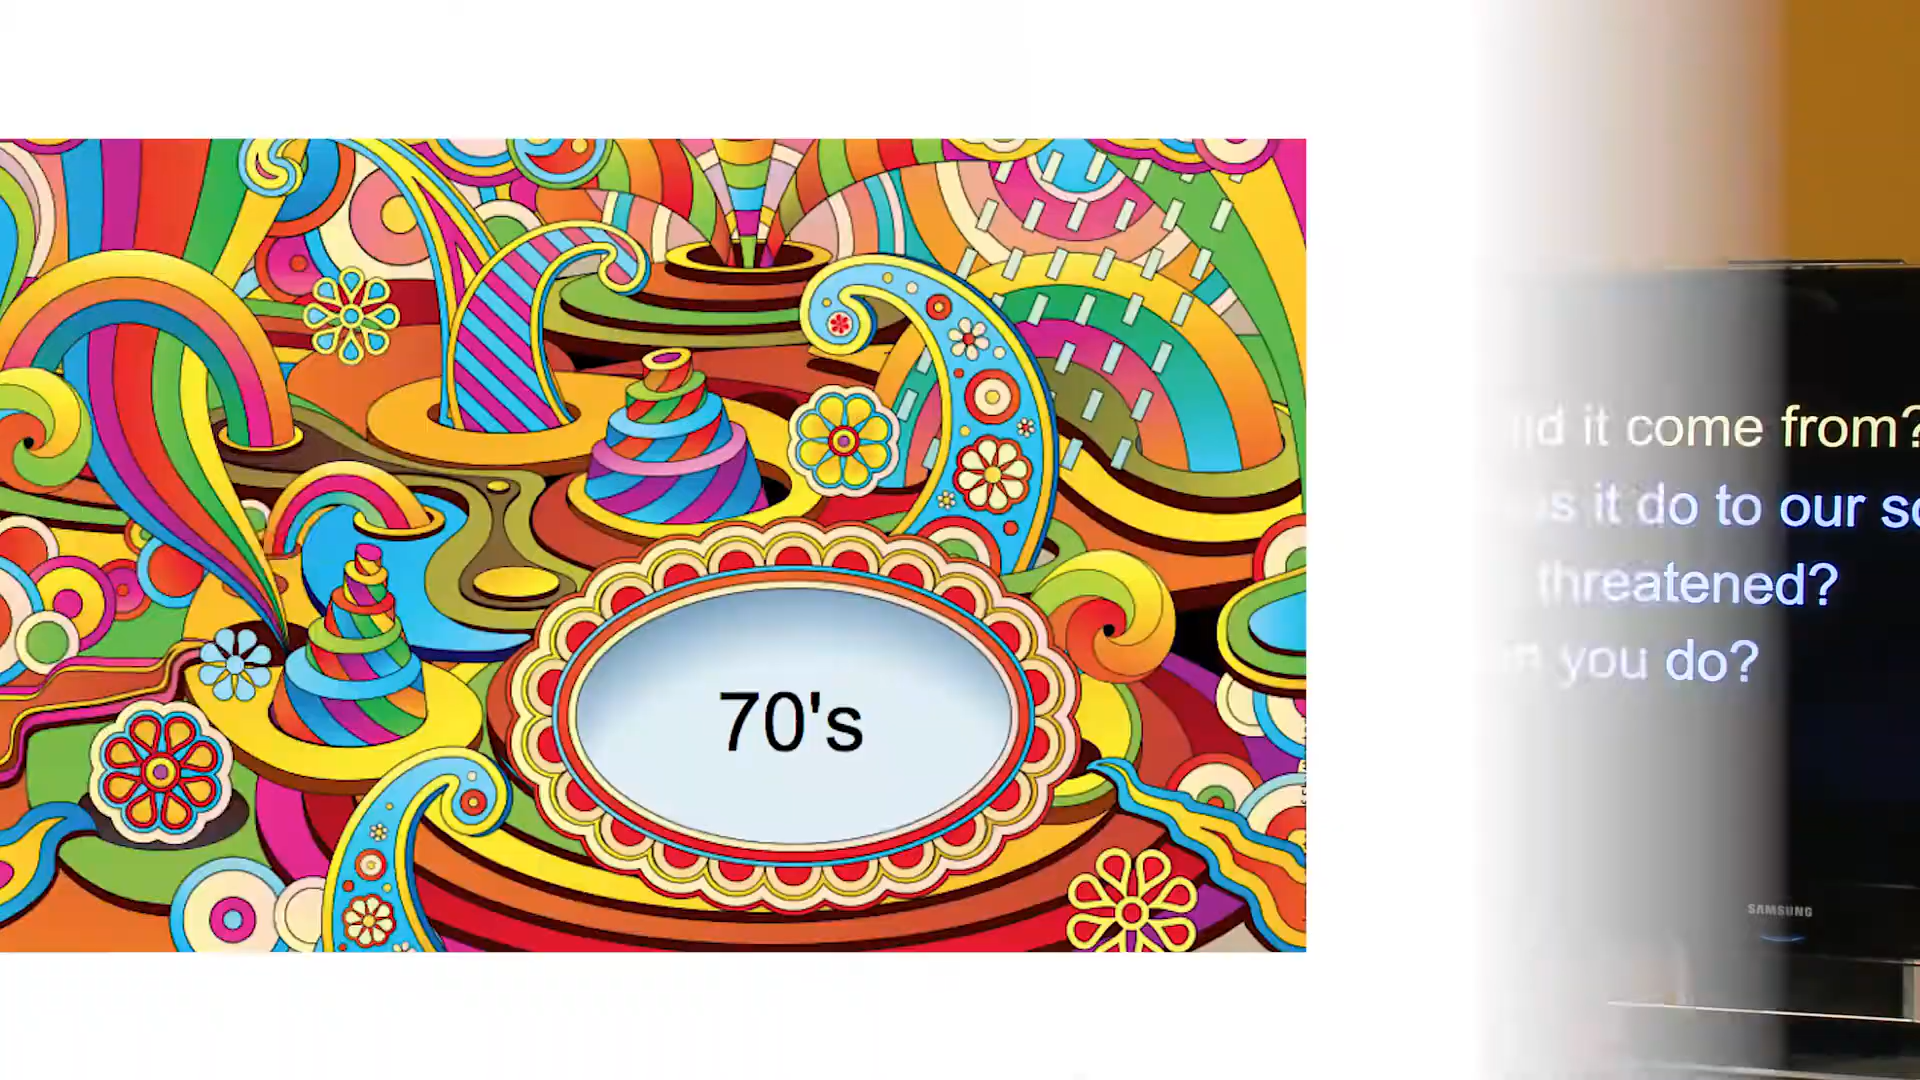 70's
it come from?
it do to our
threatened?
you do?
SAMSUNG